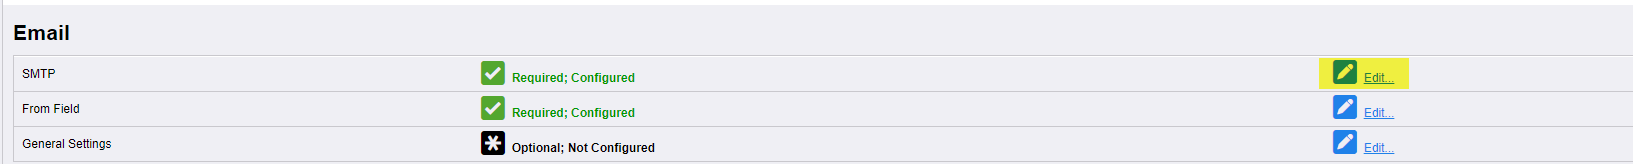 Email
SMTP Required; Configured Edit...
From Field Required; Configured Edit...
General Settings Optional; Not Configured Edit...